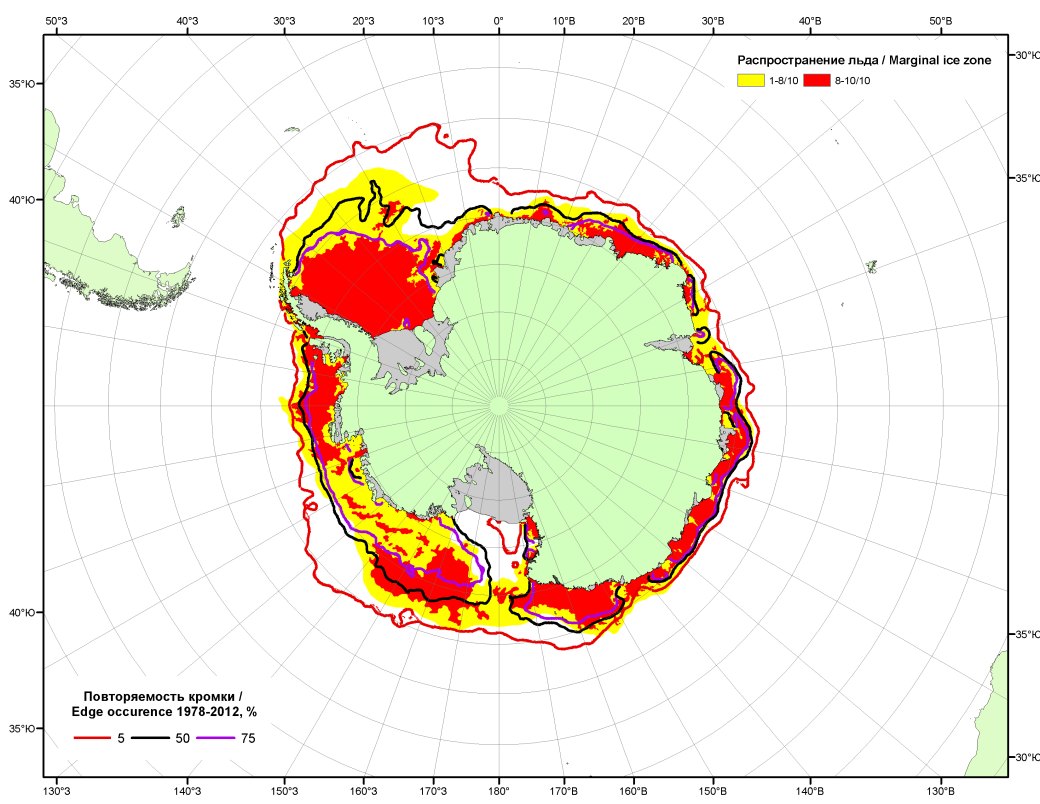 50°З 40°З 30°З 20°З 10°З 0° 10°В 20°В 30°В 40°В 50°В
30°Ю
Распространение льда / Marginal ice zone
1-8/10 8-10/10
35°Ю
35°Ю
40°Ю
40°Ю
35°Ю
Повторяемость кромки /
Edge occurence 1978-2012, %
5 50 75
35°Ю
30°Ю
130°З 140°З 150°З 160°З 170°З 180° 170°В 160°В 150°В 140°В 130°В